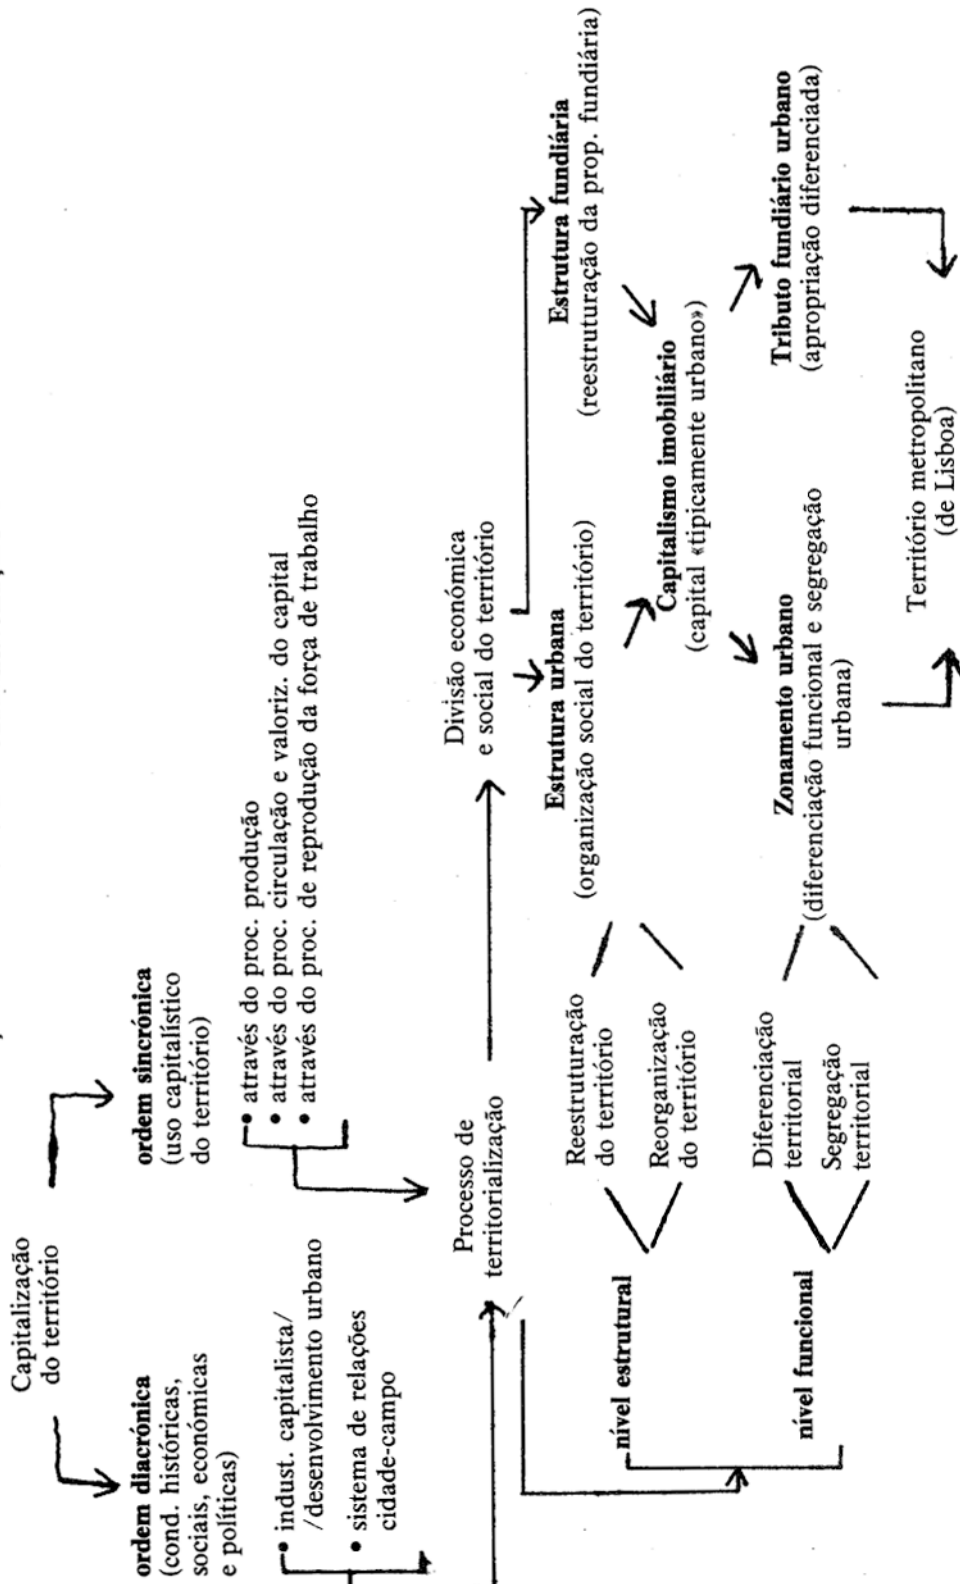 Capitalização
do território
ordem diacrónica
(cond. históricas,
sociais, económicas
e políticas)
ordem sincrónica
(uso capitalístico
do território)
• indust. capitalista/
/desenvolvimento urbano
• sistema de relações
cidade-campo
• através do proc. produção
• através do proc. circulação e valoriz. do capital
• através do proc. de reprodução da força de trabalho
Processo de
territorialização
Divisão económica
e social do território
nível estrutural
Reestruturação
do território
Reorganização
do território
Estrutura urbana
(organização social do território)
Estrutura fundiária
(reestruturação da prop. fundiária)
Capitalismo imobiliário
(capital «tipicamente urbano»)
nível funcional
Diferenciação
territorial
Segregação
territorial
Zonamento urbano
(diferenciação funcional e segregação
urbana)
Tributo fundiário urbano
(apropriação diferenciada)
Território metropolitano
(de Lisboa)